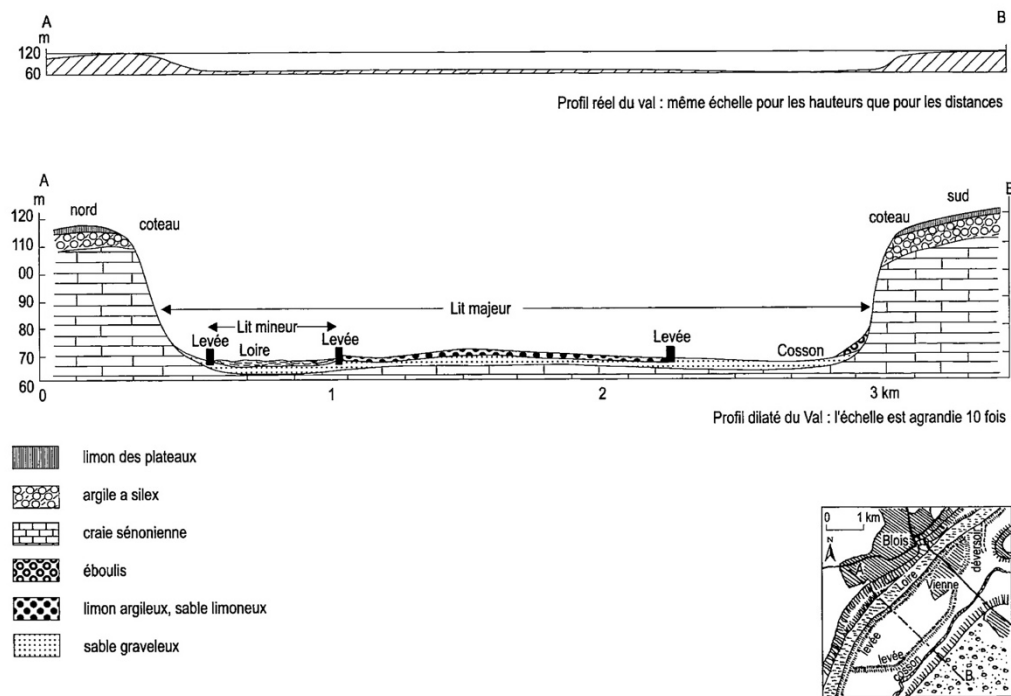 A
B
m
120
60
Profil réel du val : même échelle pour les hauteurs que pour les distances
A
m
nord
coteau
coteau
sud
120
110
00
90
80
70
60
Lit majeur
Lit mineur
Levée
Loire
Levée
Levée
Cosson
0
1
2
3 km
Profil dilaté du Val : l'échelle est agrandie 10 fois
limon des plateaux
argile a silex
craie sénonienne
éboulis
limon argileux, sable limoneux
sable graveleux
0 1 km
N
Blois
A
Loire
Vienne
déversoir
levée
levée
Cosson
B